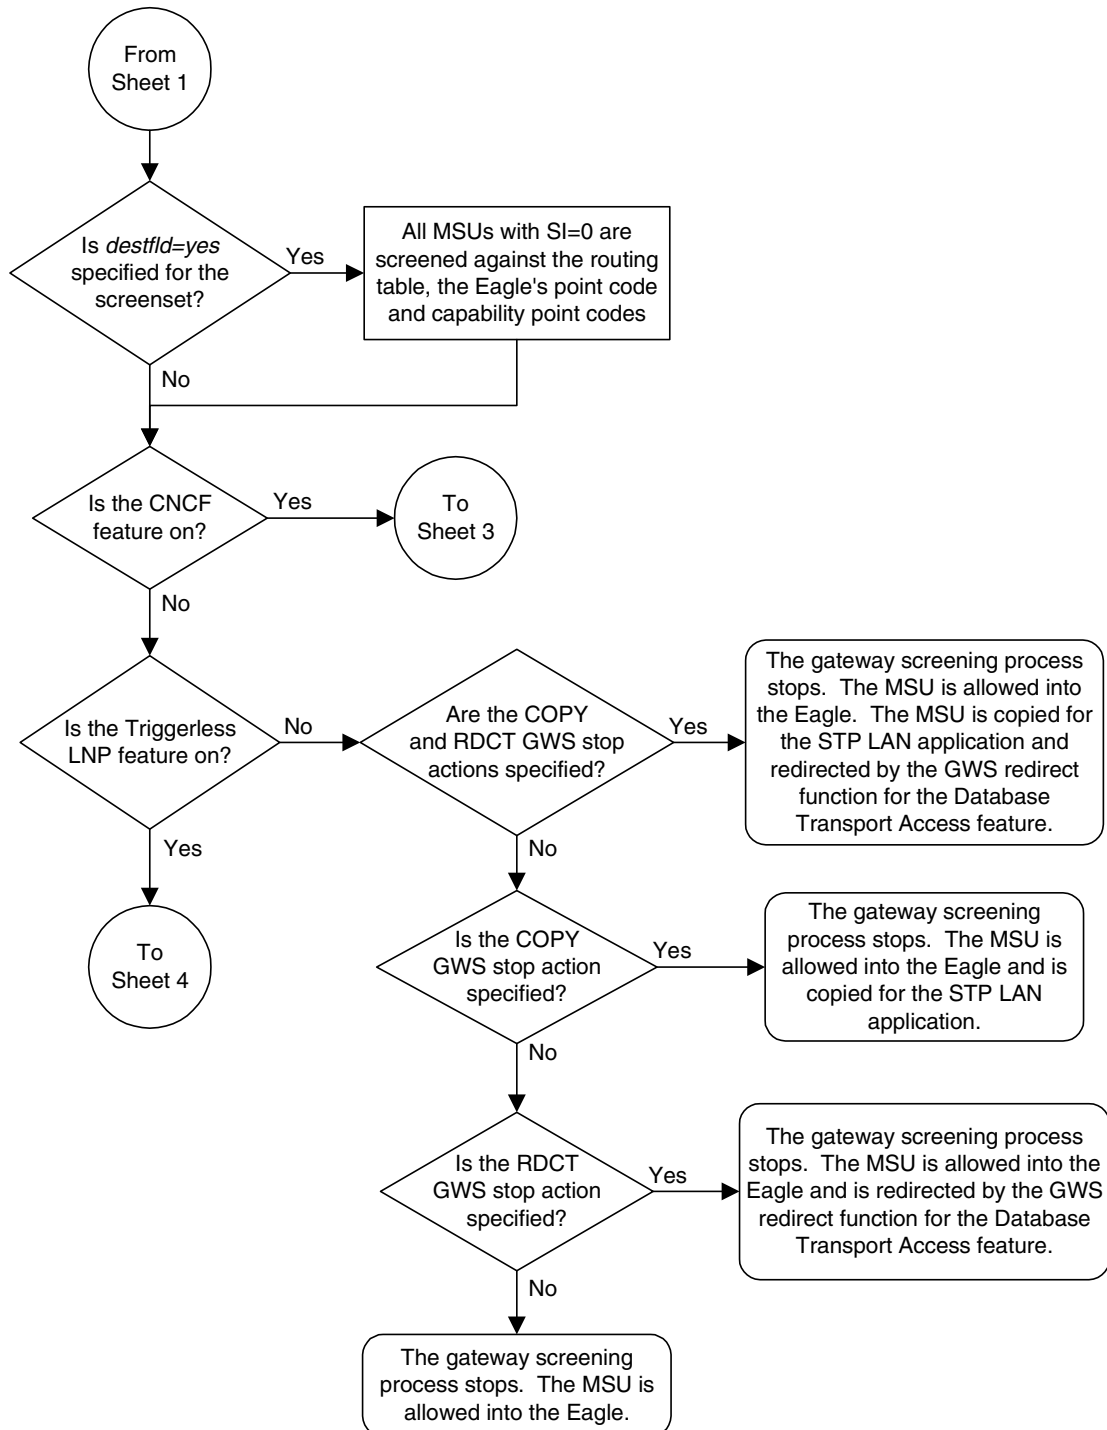 From
Sheet 1
Is destfld=yes
specified for the
screenset?
Yes
All MSUs with SI=0 are
screened against the routing
table, the Eagle's point code
and capability point codes
No
Is the CNCF
feature on?
Yes
To
Sheet 3
No
Is the Triggerless
LNP feature on?
No
Are the COPY
and RDCT GWS stop
actions specified?
Yes
The gateway screening process
stops. The MSU is allowed into
the Eagle. The MSU is copied for
the STP LAN application and
redirected by the GWS redirect
function for the Database
Transport Access feature.
Yes
To
Sheet 4
No
Is the COPY
GWS stop action
specified?
Yes
The gateway screening
process stops. The MSU is
allowed into the Eagle and is
copied for the STP LAN
application.
No
Is the RDCT
GWS stop action
specified?
Yes
The gateway screening process
stops. The MSU is allowed into the
Eagle and is redirected by the GWS
redirect function for the Database
Transport Access feature.
No
The gateway screening
process stops. The MSU is
allowed into the Eagle.